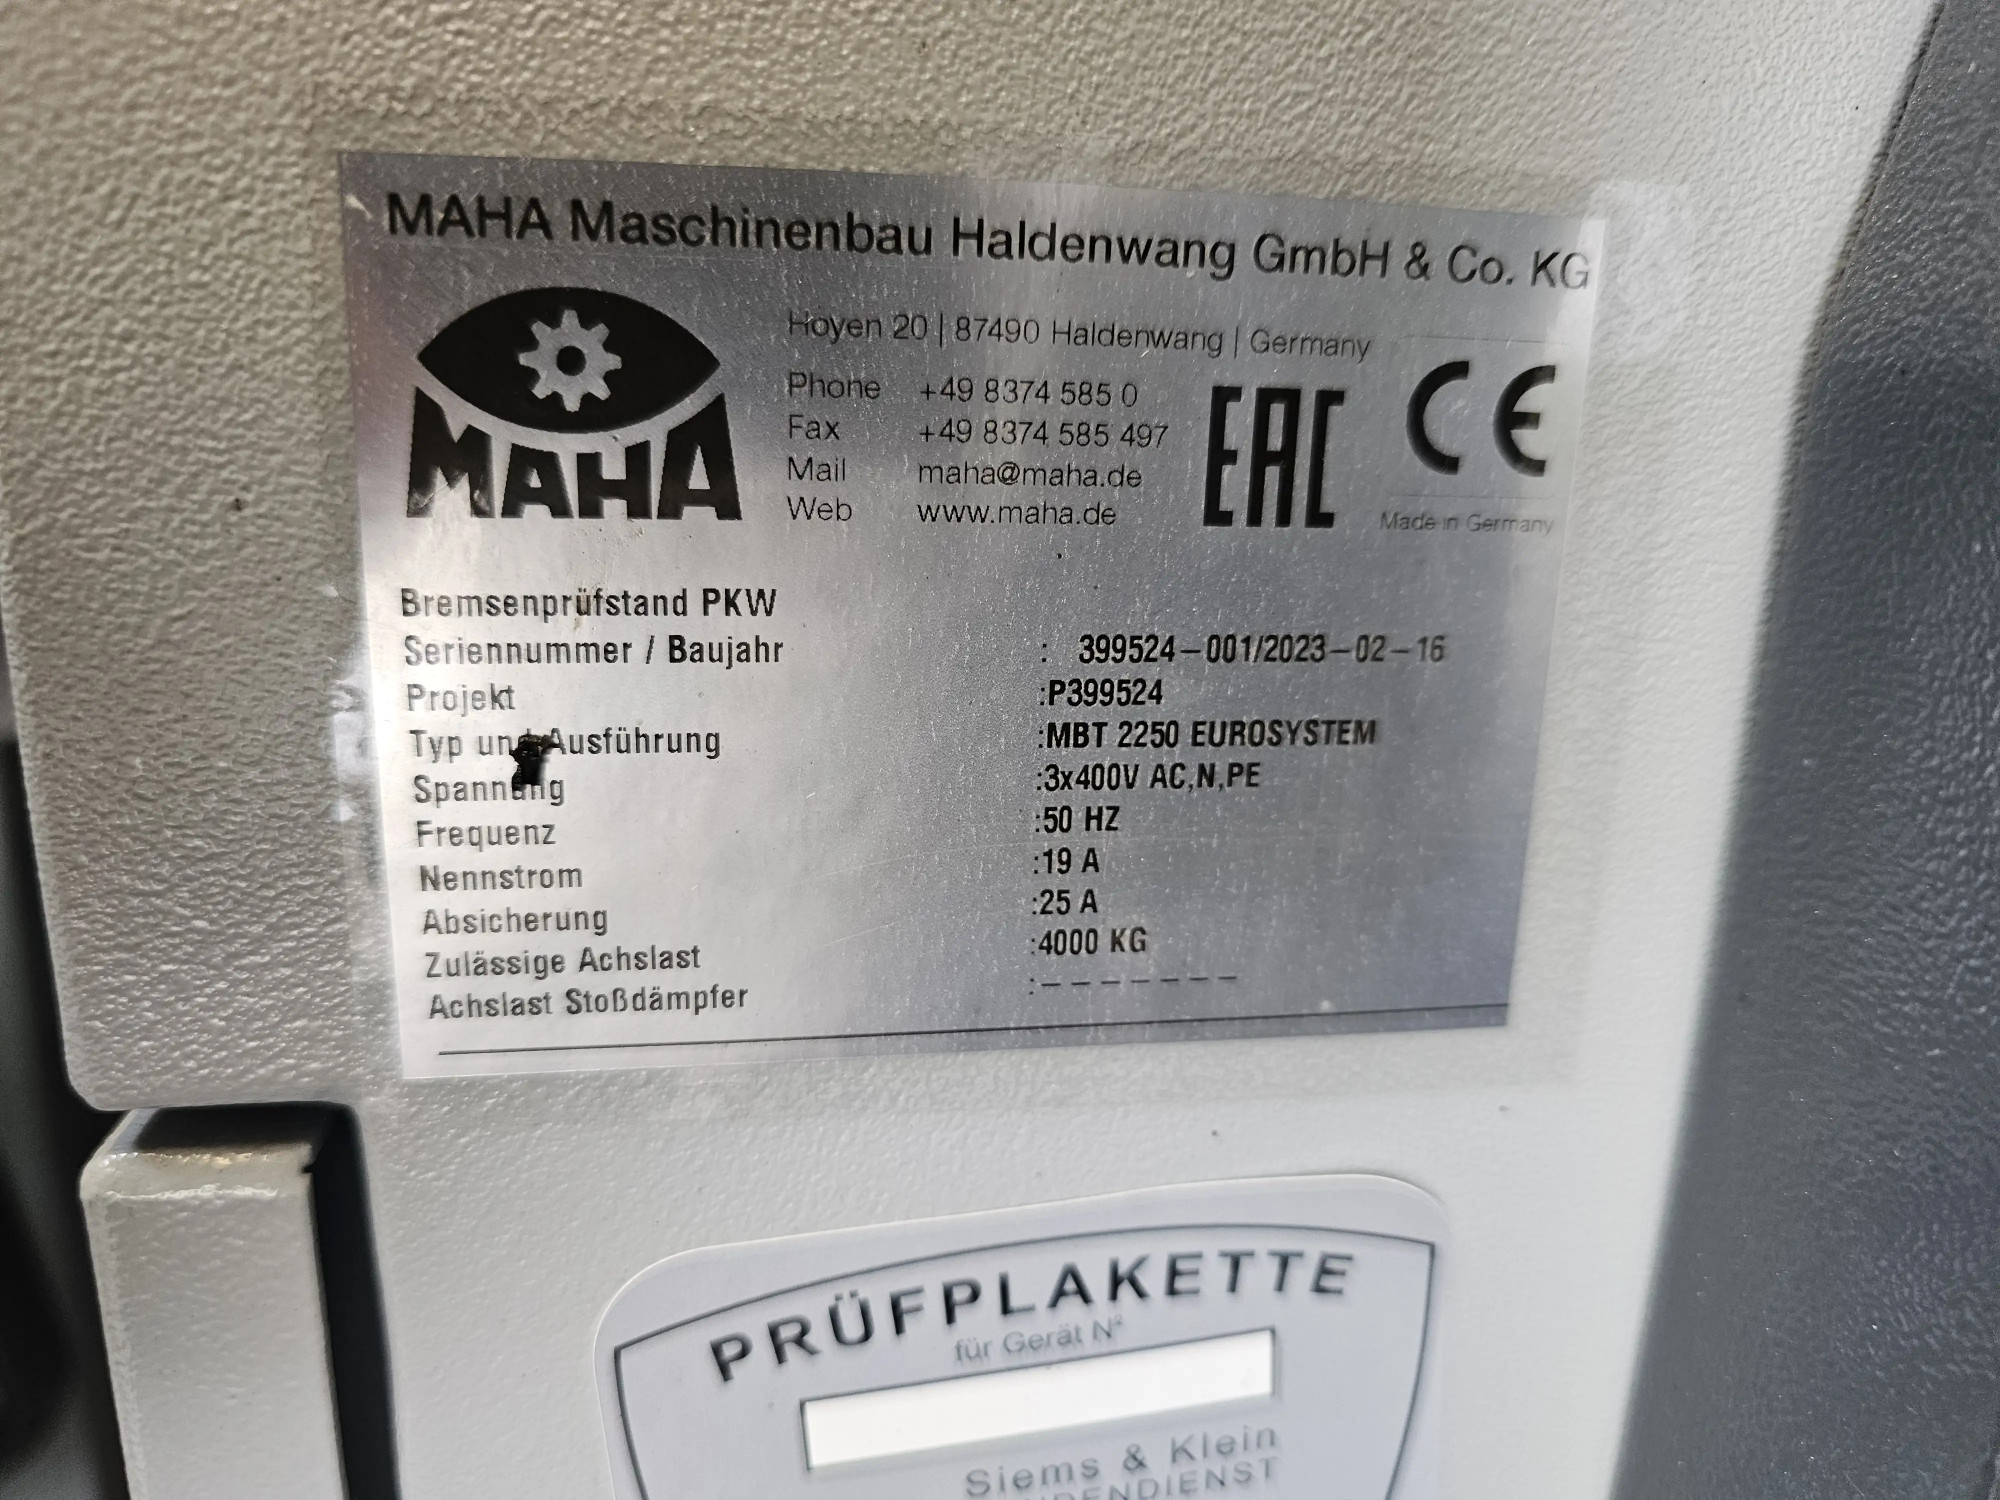 MAHA Maschinenbau Haldenwang GmbH & Co. KG
Hoyen 20 | 87490 Haldenwang | Germany
MAHA
Phone +49 8374 585 0
Fax +49 8374 585 497
Mail maha@maha.de
Web www.maha.de
EAC CE
Made in Germany
Bremsenprüfstand PKW
Seriennummer / Baujahr : 399524-001/2023-02-16
Projekt :P399524
Typ und Ausführung :MBT 2250 EUROSYSTEM
Spannung :3x400V AC,N,PE
Frequenz :50 HZ
Nennstrom :19 A
Absicherung :25 A
Zulässige Achslast :4000 KG
Achslast Stoßdämpfer :-------
PRÜFPLAKETTE
für Gerät Nº
Siems & Klein